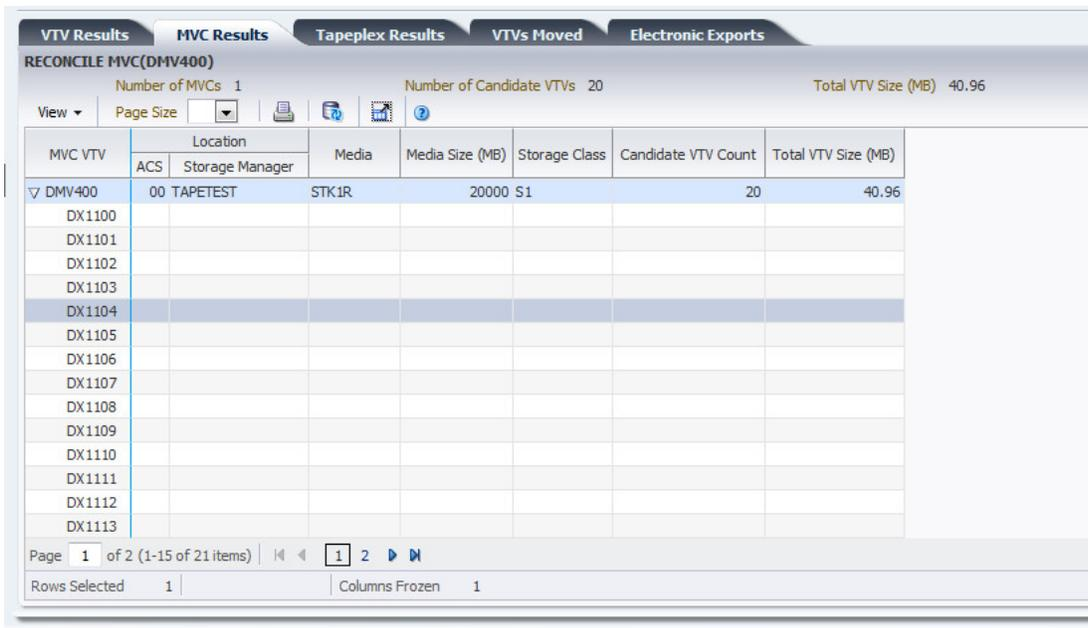 VTV Results MVC Results Tapeplex Results VTVs Moved Electronic Exports
RECONCILE MVC(DMV400)
Number of MVCs 1 Number of Candidate VTVs 20 Total VTV Size (MB) 40.96
View Page Size
MVC VTV Location Media Media Size (MB) Storage Class Candidate VTV Count Total VTV Size (MB)
ACS Storage Manager
DMV400 00 TAPETEST STK1R 20000 S1 20 40.96
DX1100
DX1101
DX1102
DX1103
DX1104
DX1105
DX1106
DX1107
DX1108
DX1109
DX1110
DX1111
DX1112
DX1113
Page 1 of 2 (1-15 of 21 items) 1 2
Rows Selected 1 Columns Frozen 1